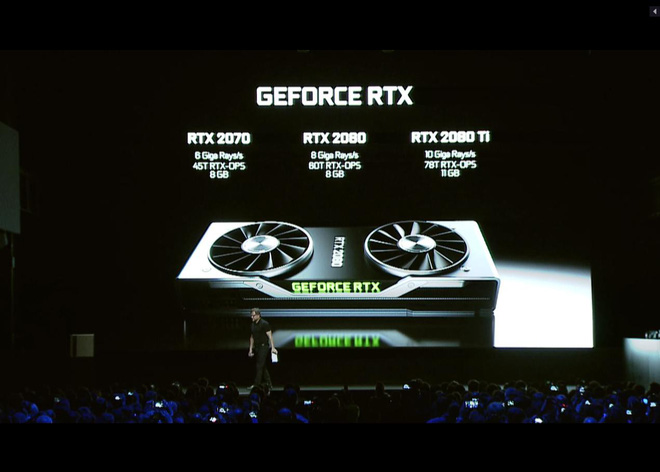 GEFORCE RTX
RTX 2070
6 Giga Rays/s
45T RTX-OPS
8 GB
RTX 2080
8 Giga Rays/s
60T RTX-OPS
8 GB
RTX 2080 Ti
10 Giga Rays/s
78T RTX-OPS
11 GB
RTX 2080
GEFORCE RTX